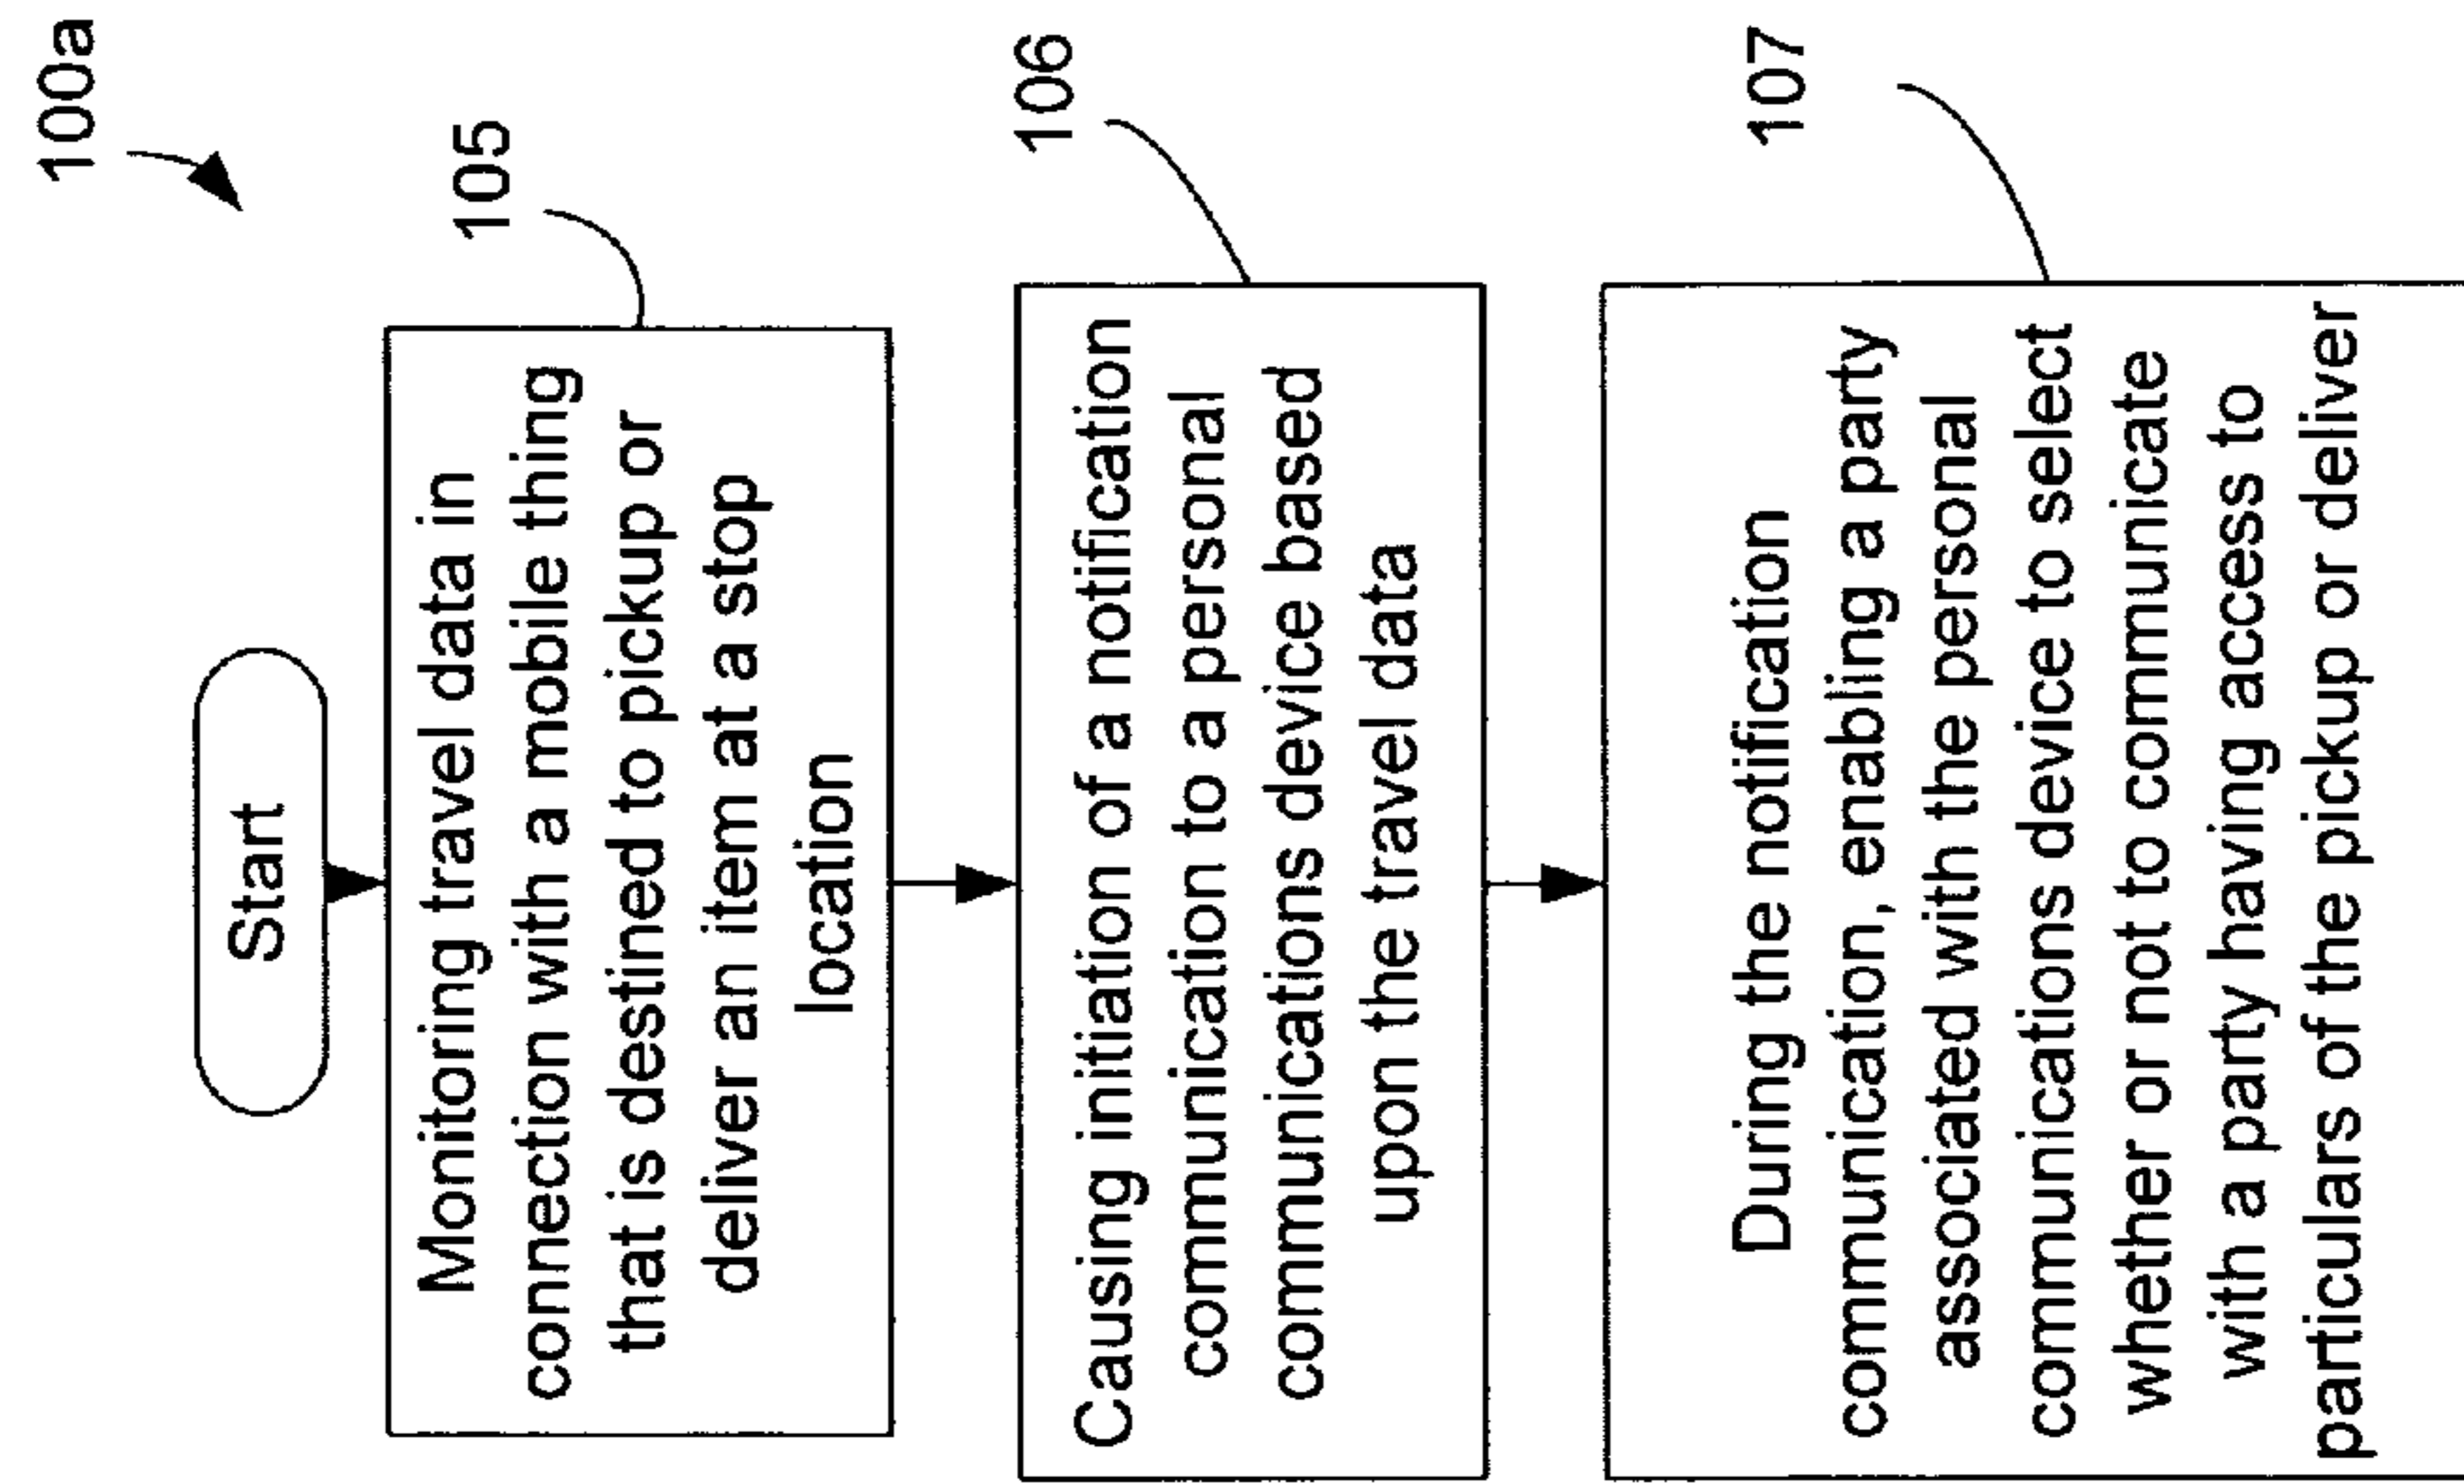 100a
Start
105
Monitoring travel data in
connection with a mobile thing
that is destined to pickup or
deliver an item at a stop
location
106
Causing initiation of a notification
communication to a personal
communications device based
upon the travel data
107
During the notification
communication, enabling a party
associated with the personal
communications device to select
whether or not to communicate
with a party having access to
particulars of the pickup or deliver